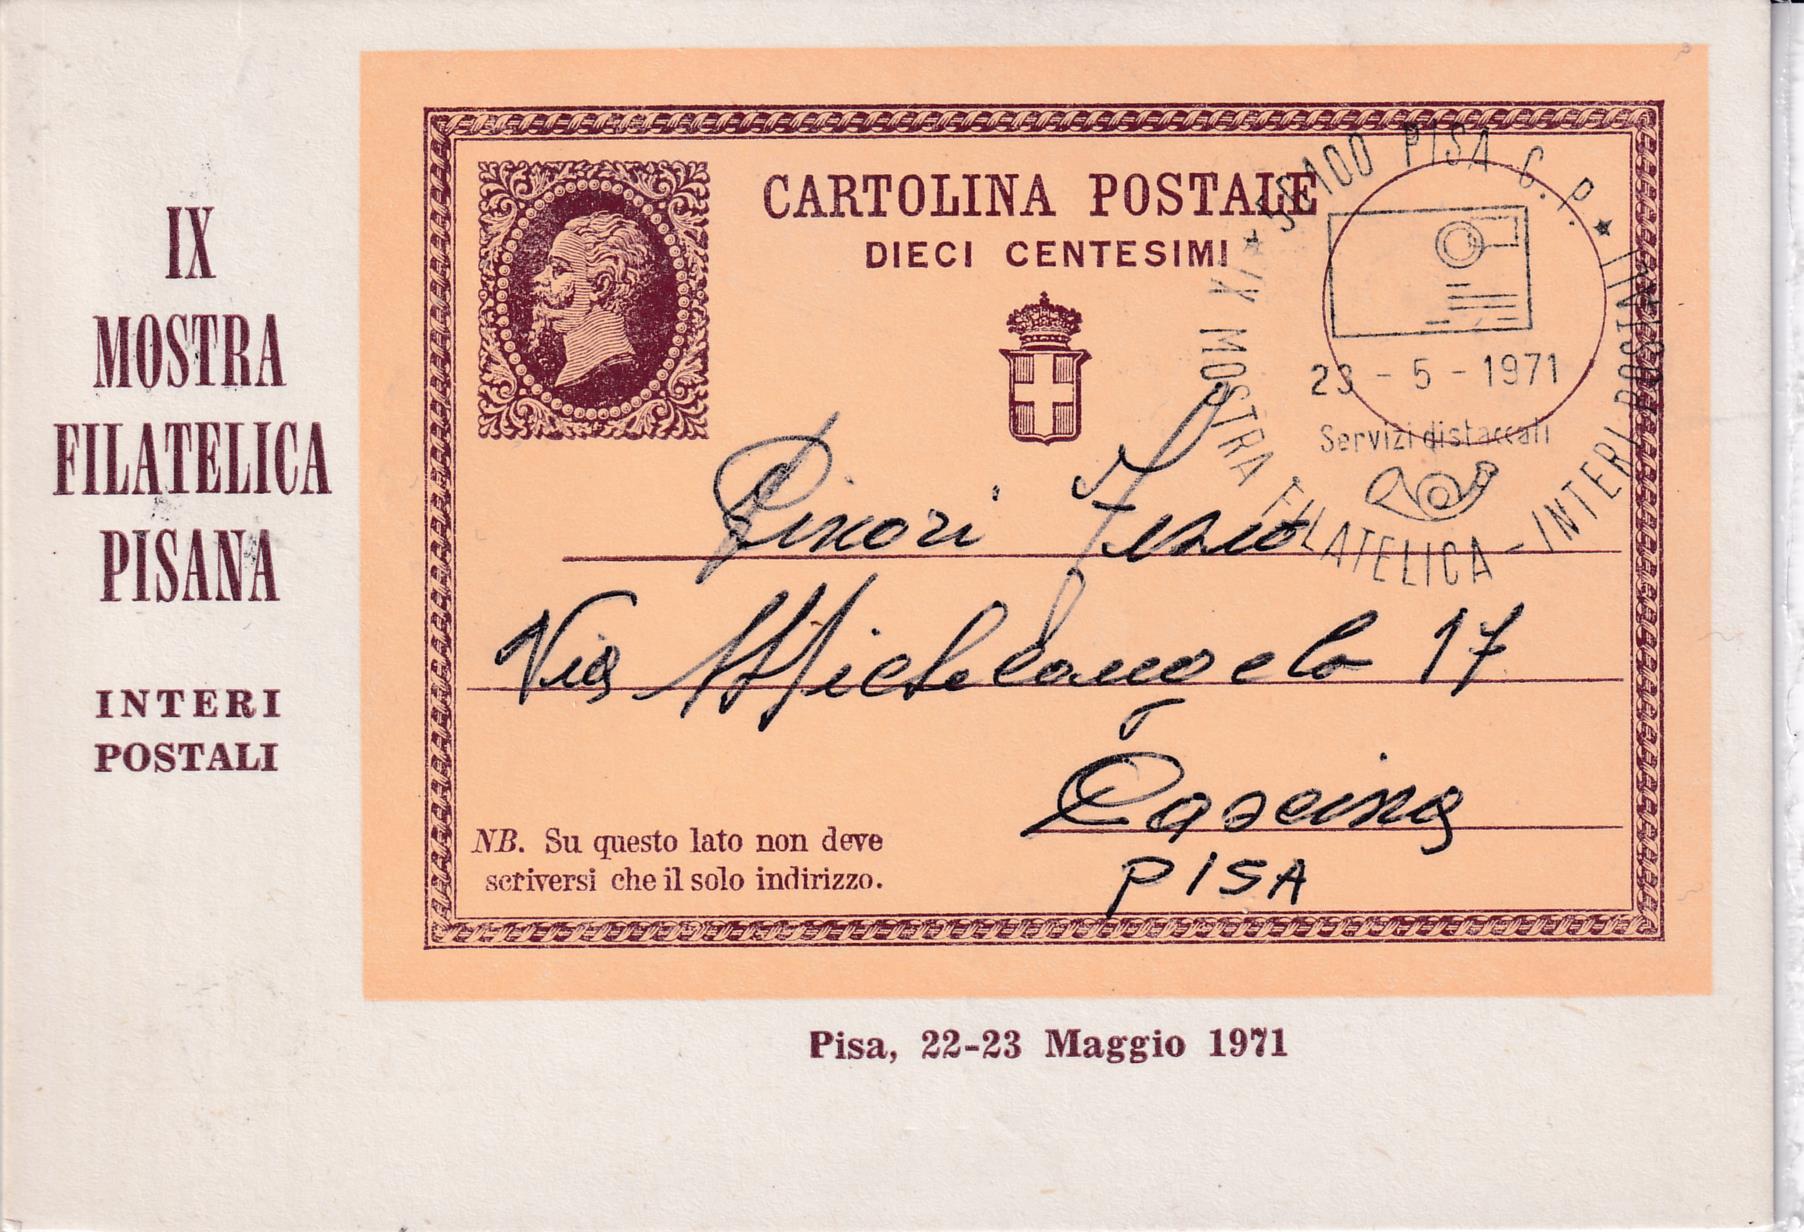 IX
MOSTRA
FILATELICA
PISANA
INTERI
POSTALI
CARTOLINA POSTALE
DIECI CENTESIMI
★ 56100 PISA C. P. ★
IX MOSTRA FILATELICA - INTERI POSTALI
23 - 5 - 1971
Servizi distaccati
Via Michelangelo 17
Cascina
PISA
NB. Su questo lato non deve
scriversi che il solo indirizzo.
Pisa, 22-23 Maggio 1971